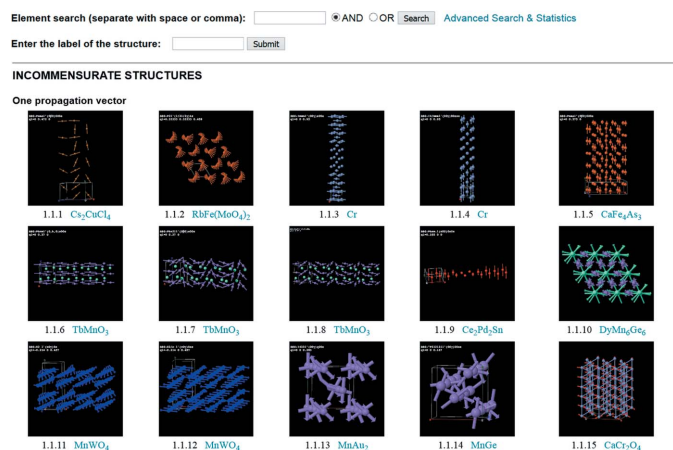 Element search (separate with space or comma): AND OR Search Advanced Search & Statistics
Enter the label of the structure: Submit
INCOMMENSURATE STRUCTURES
One propagation vector
1.1.1 Cs₂CuCl₄ 1.1.2 RbFe(MoO₄)₂ 1.1.3 Cr 1.1.4 Cr 1.1.5 CaFe₄As₃
1.1.6 TbMnO₃ 1.1.7 TbMnO₃ 1.1.8 TbMnO₃ 1.1.9 Ce₂Pd₂Sn 1.1.10 DyMn₆Ge₆
1.1.11 MnWO₄ 1.1.12 MnWO₄ 1.1.13 MnAu₂ 1.1.14 MnGe 1.1.15 CaCr₂O₄